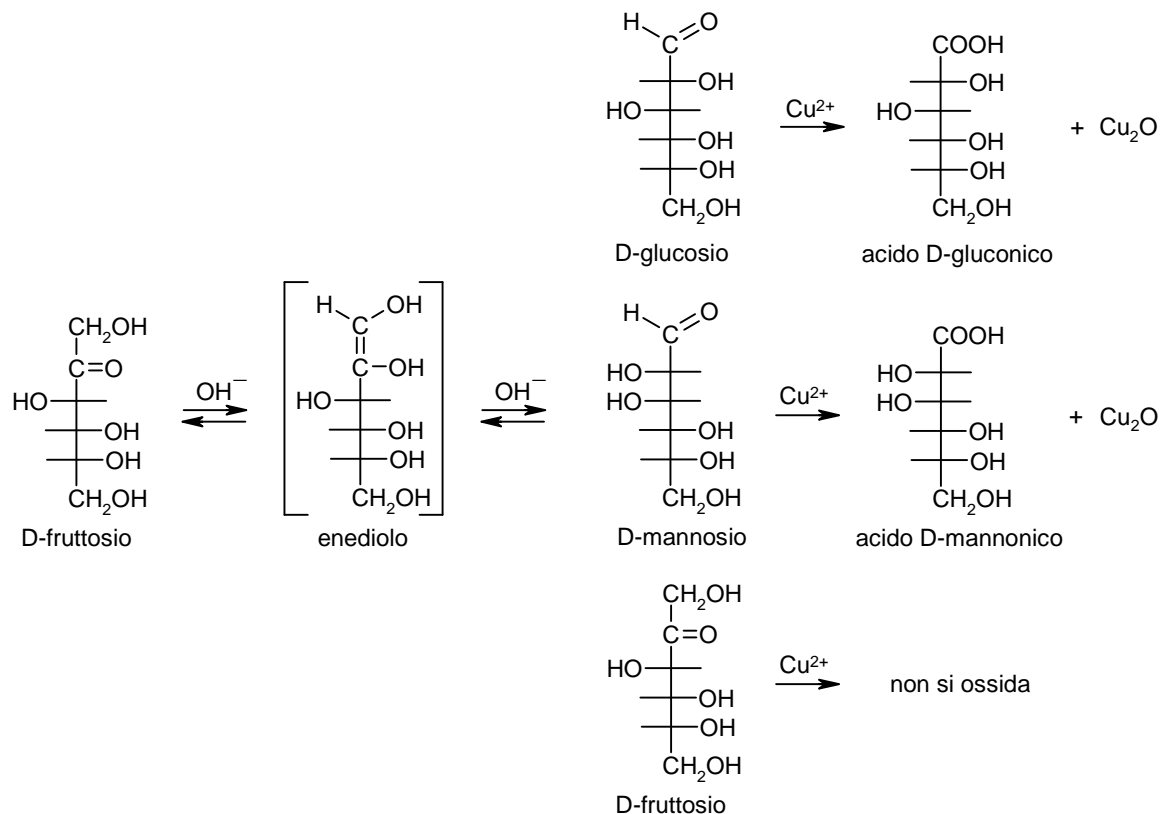 H O
C
OH
HO
OH
OH
CH2OH
D-glucosio
Cu2+
COOH
OH
HO
OH
OH
CH2OH
acido D-gluconico
+ Cu2O
CH2OH
C=O
HO
OH
OH
CH2OH
D-fruttosio
OH−
H OH
C
C-OH
HO
OH
OH
CH2OH
enediolo
OH−
H O
C
HO
HO
OH
OH
CH2OH
D-mannosio
Cu2+
COOH
HO
HO
OH
OH
CH2OH
acido D-mannonico
+ Cu2O
CH2OH
C=O
HO
OH
OH
CH2OH
D-fruttosio
Cu2+
non si ossida